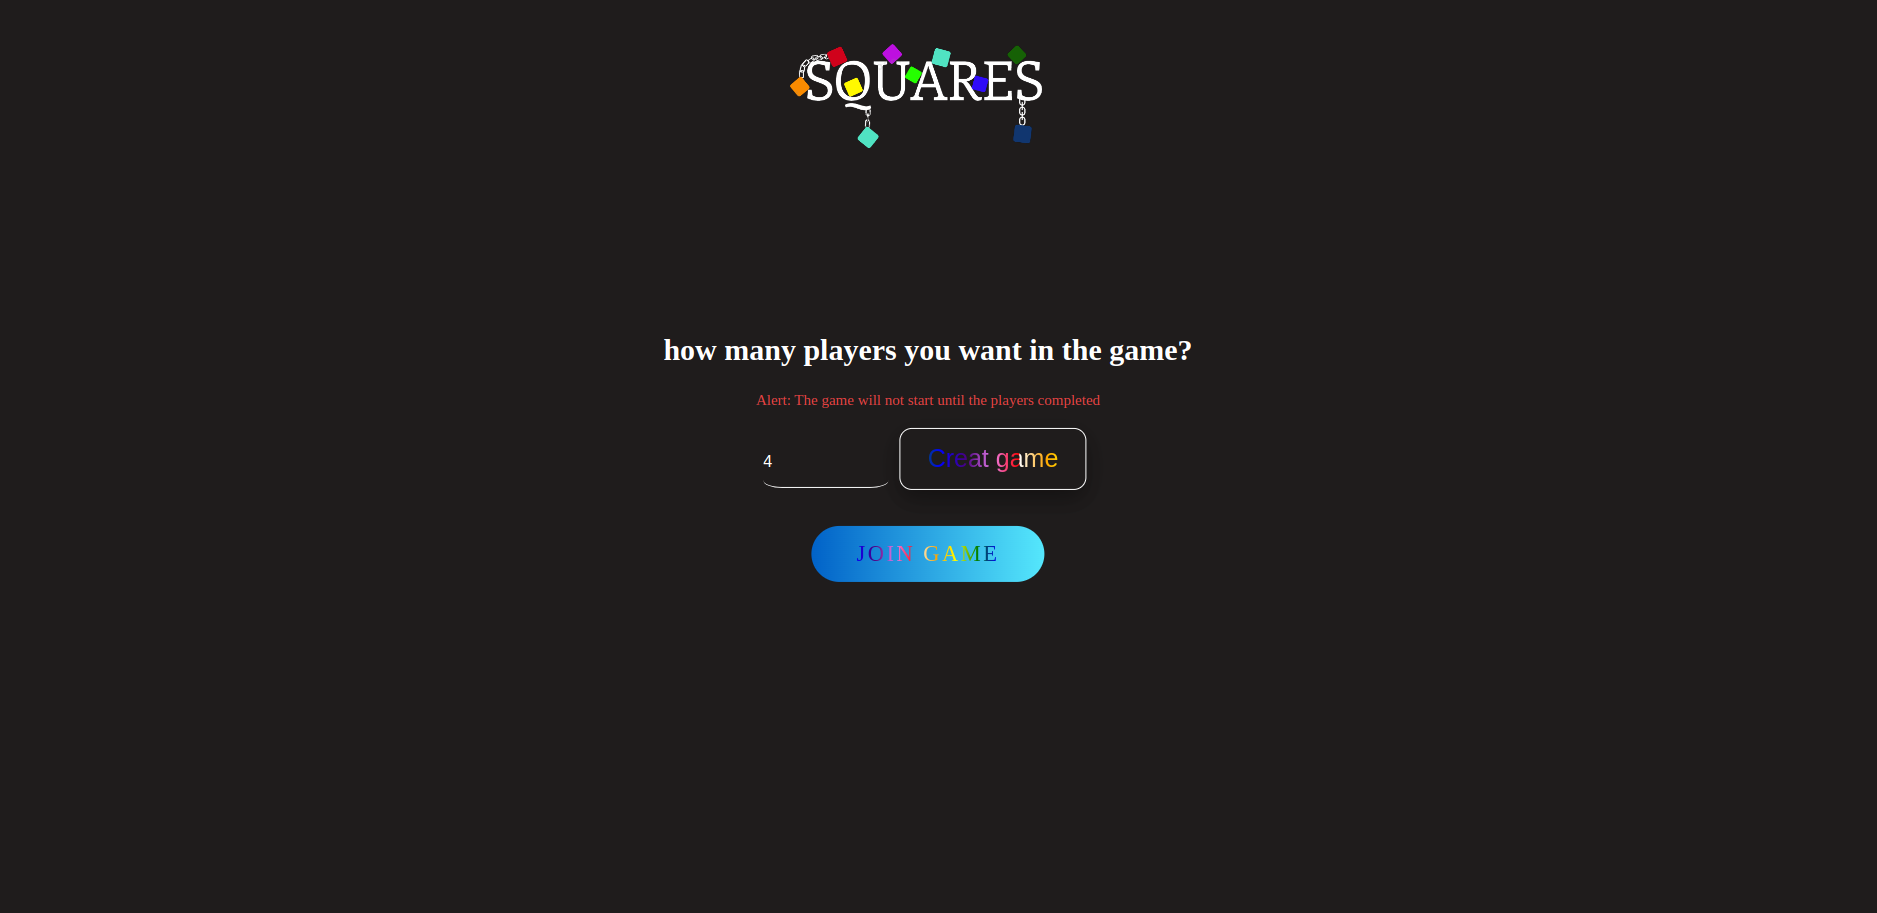 SQUARES
how many players you want in the game?
Alert: The game will not start until the players completed
4
Creat game
JOIN GAME